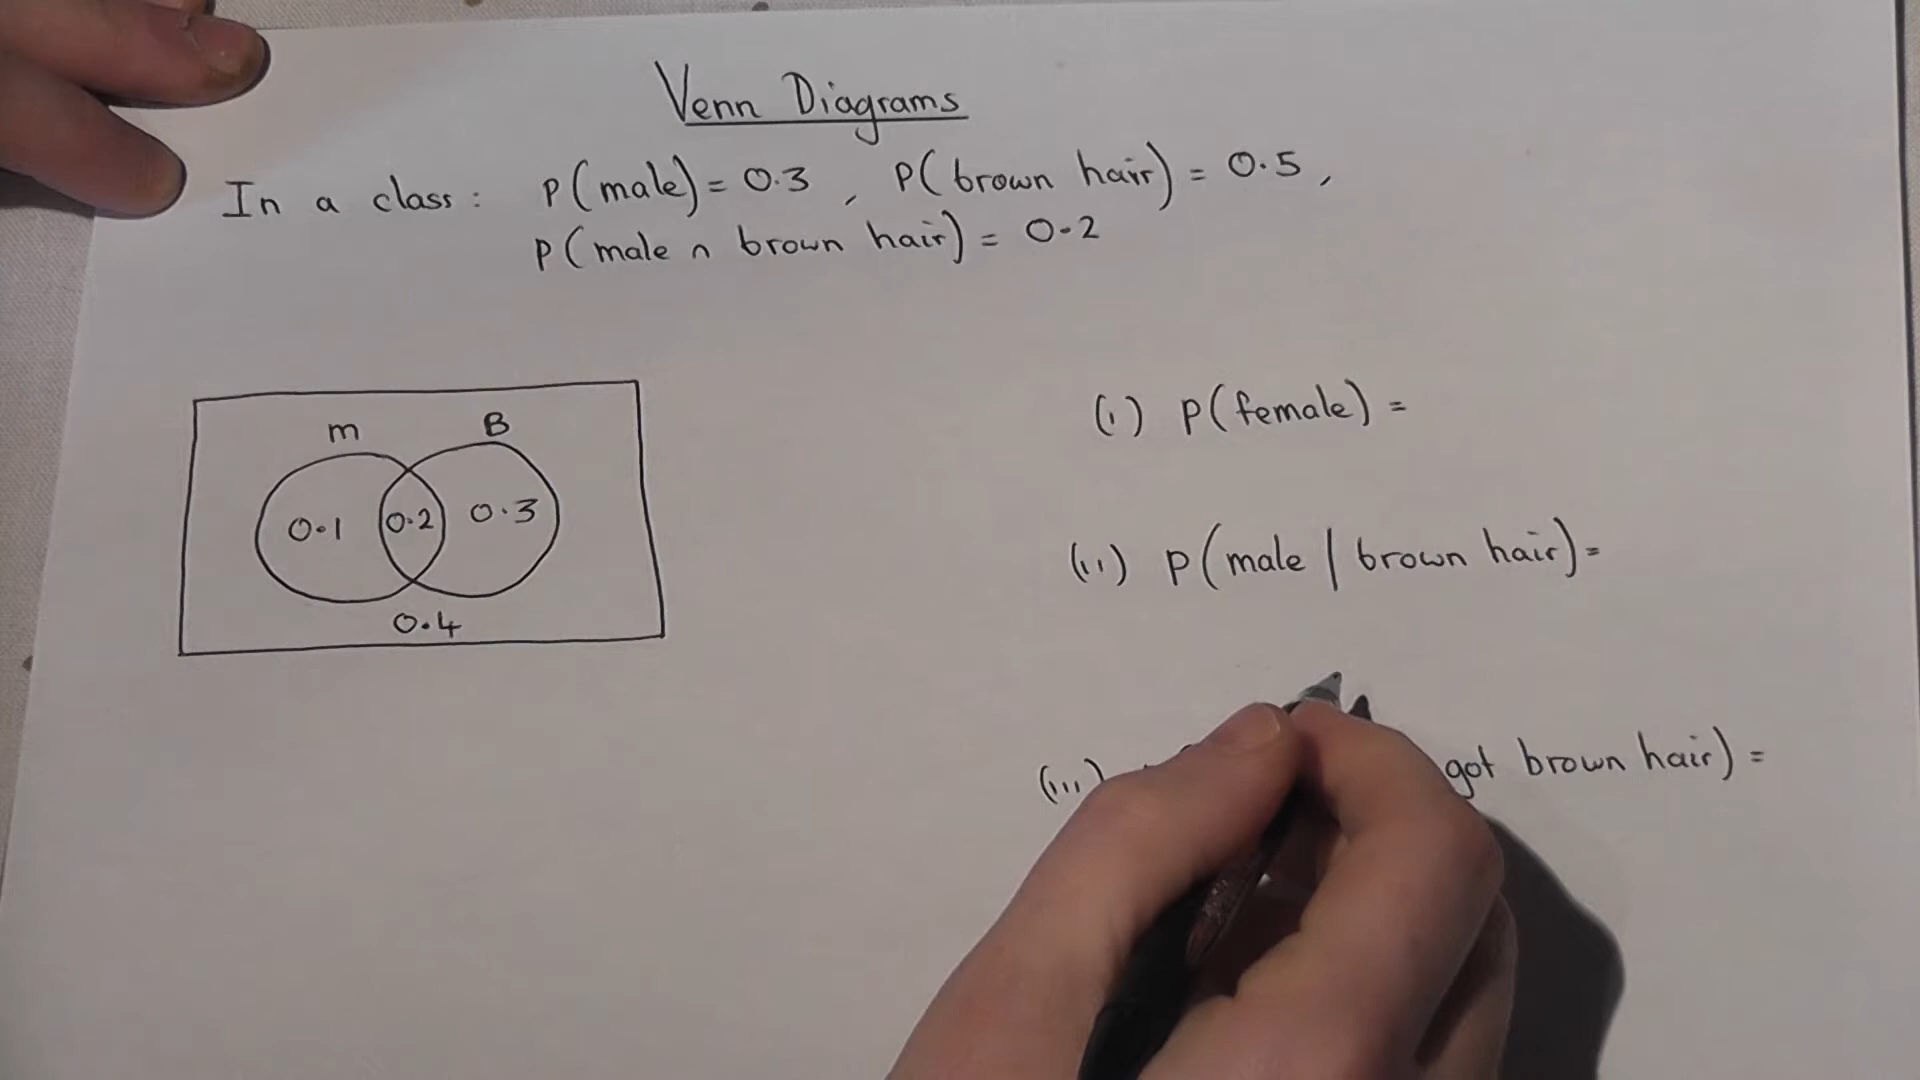 Venn Diagrams
In a class : P(male) = 0.3 , P(brown hair) = 0.5 ,
P(male ∩ brown hair) = 0.2
m B
0.1 0.2 0.3
0.4
(i) P(female) =
(ii) P(male | brown hair) =
(iii) got brown hair) =